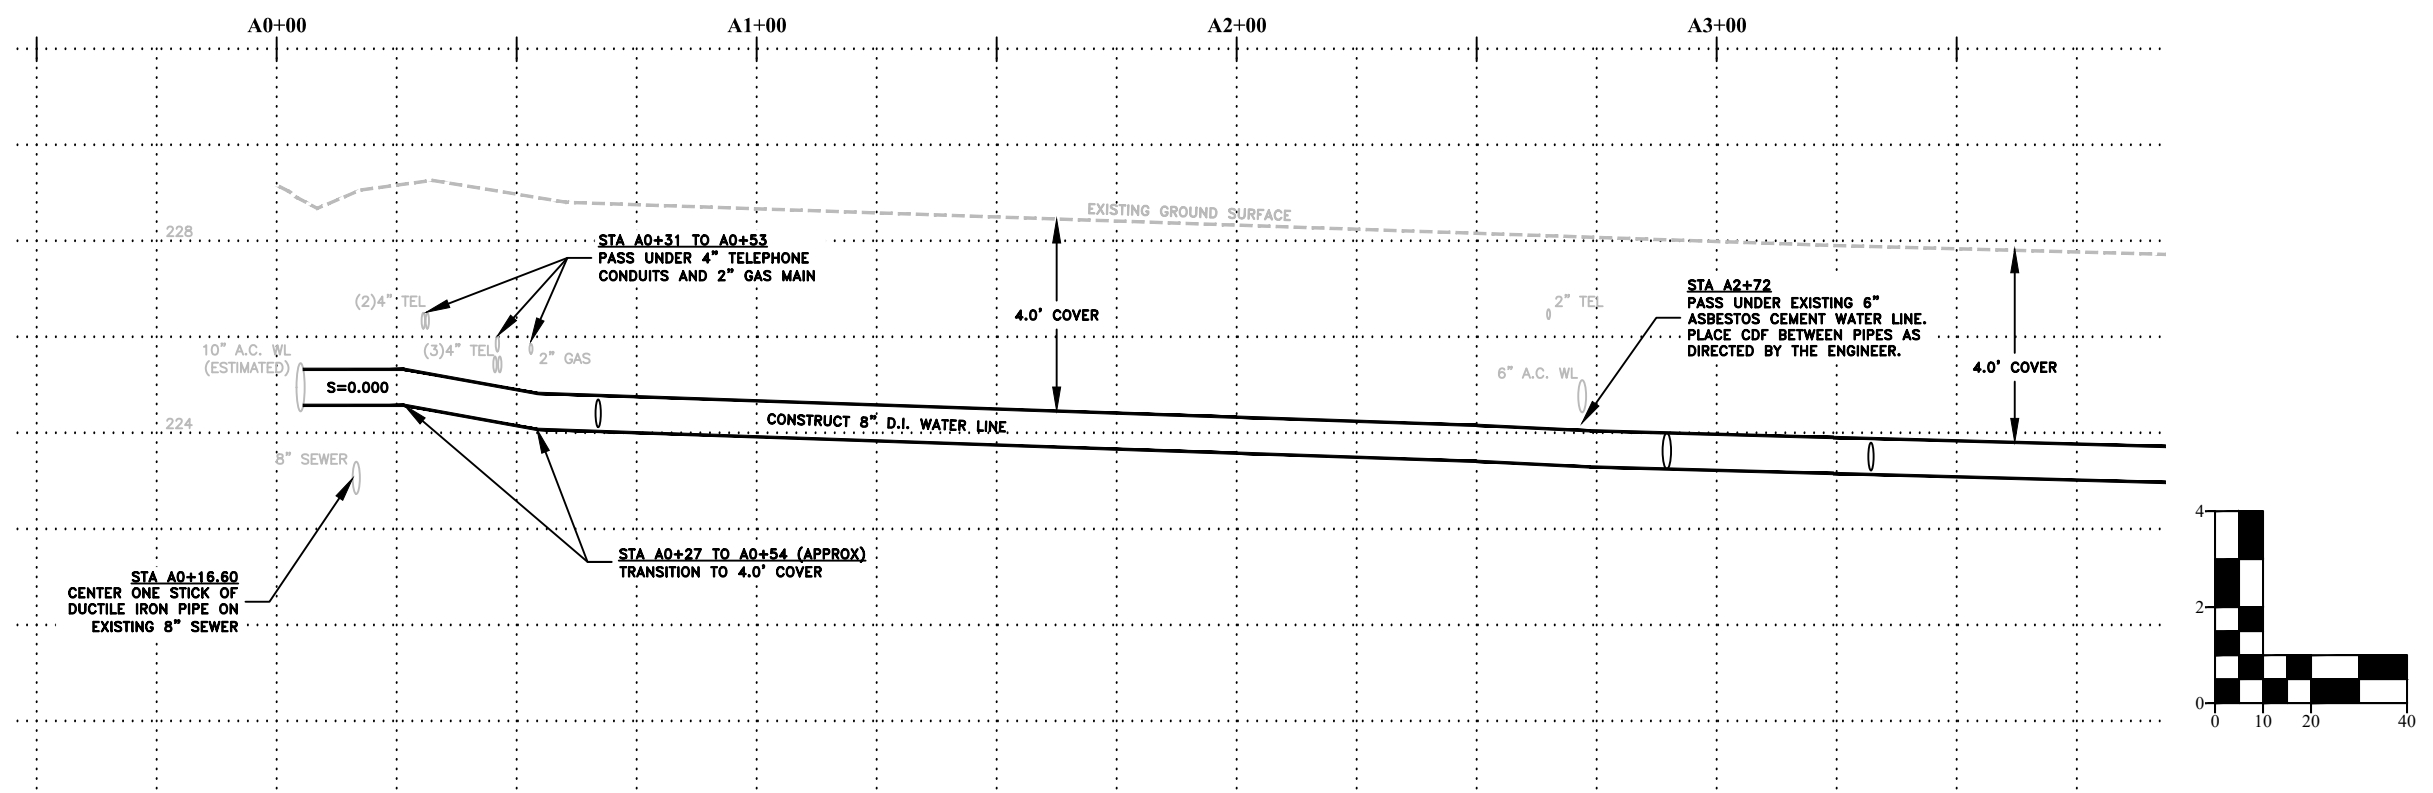 A0+00
A1+00
A2+00
A3+00
EXISTING GROUND SURFACE
228
STA A0+31 TO A0+53
PASS UNDER 4" TELEPHONE
CONDUITS AND 2" GAS MAIN
(2)4" TEL
(3)4" TEL
2" GAS
10" A.C. WL
(ESTIMATED)
S=0.000
4.0' COVER
2" TEL
6" A.C. WL
STA A2+72
PASS UNDER EXISTING 6"
ASBESTOS CEMENT WATER LINE.
PLACE CDF BETWEEN PIPES AS
DIRECTED BY THE ENGINEER.
4.0' COVER
224
CONSTRUCT 8" D.I. WATER LINE
8" SEWER
STA A0+27 TO A0+54 (APPROX)
TRANSITION TO 4.0' COVER
STA A0+16.60
CENTER ONE STICK OF
DUCTILE IRON PIPE ON
EXISTING 8" SEWER
4
2
0
0 10 20 40